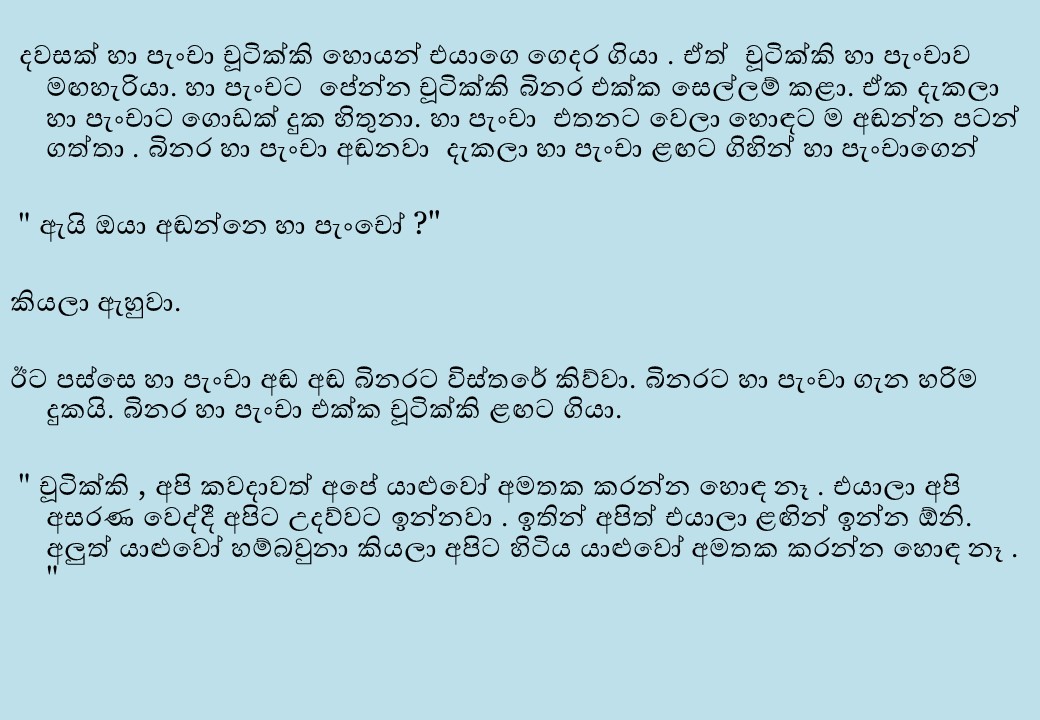 දවසක් හා පැංචා චූටික්කි හොයන් එයාගෙ ගෙදර ගියා . ඒත්  චූටික්කි හා පැංචාව
මඟහැරියා. හා පැංචට  පේන්න චූටික්කි බිනර එක්ක සෙල්ලම් කළා. ඒක දැකලා
හා පැංචාට ගොඩක් දුක හිතුනා. හා පැංචා  එතනට වෙලා හොඳට ම අඬන්න පටන්
ගත්තා . බිනර හා පැංචා අඬනවා  දැකලා හා පැංචා ළඟට ගිහින් හා පැංචාගෙන්
" ඇයි ඔයා අඬන්නෙ හා පැංචෝ ?"
කියලා ඇහුවා.
ඊට පස්සෙ හා පැංචා අඬ අඬ බිනරට විස්තරේ කිව්වා. බිනරට හා පැංචා ගැන හරිම
දුකයි. බිනර හා පැංචා එක්ක චූටික්කි ළඟට ගියා.
" චූටික්කි , අපි කවදාවත් අපේ යාළුවෝ අමතක කරන්න හොඳ නෑ . එයාලා අපි
අසරණ වෙද්දී අපිට උදව්වට ඉන්නවා . ඉතින් අපිත් එයාලා ළඟින් ඉන්න ඕනි.
අලුත් යාළුවෝ හම්බවුනා කියලා අපිට හිටිය යාළුවෝ අමතක කරන්න හොඳ නෑ .
"